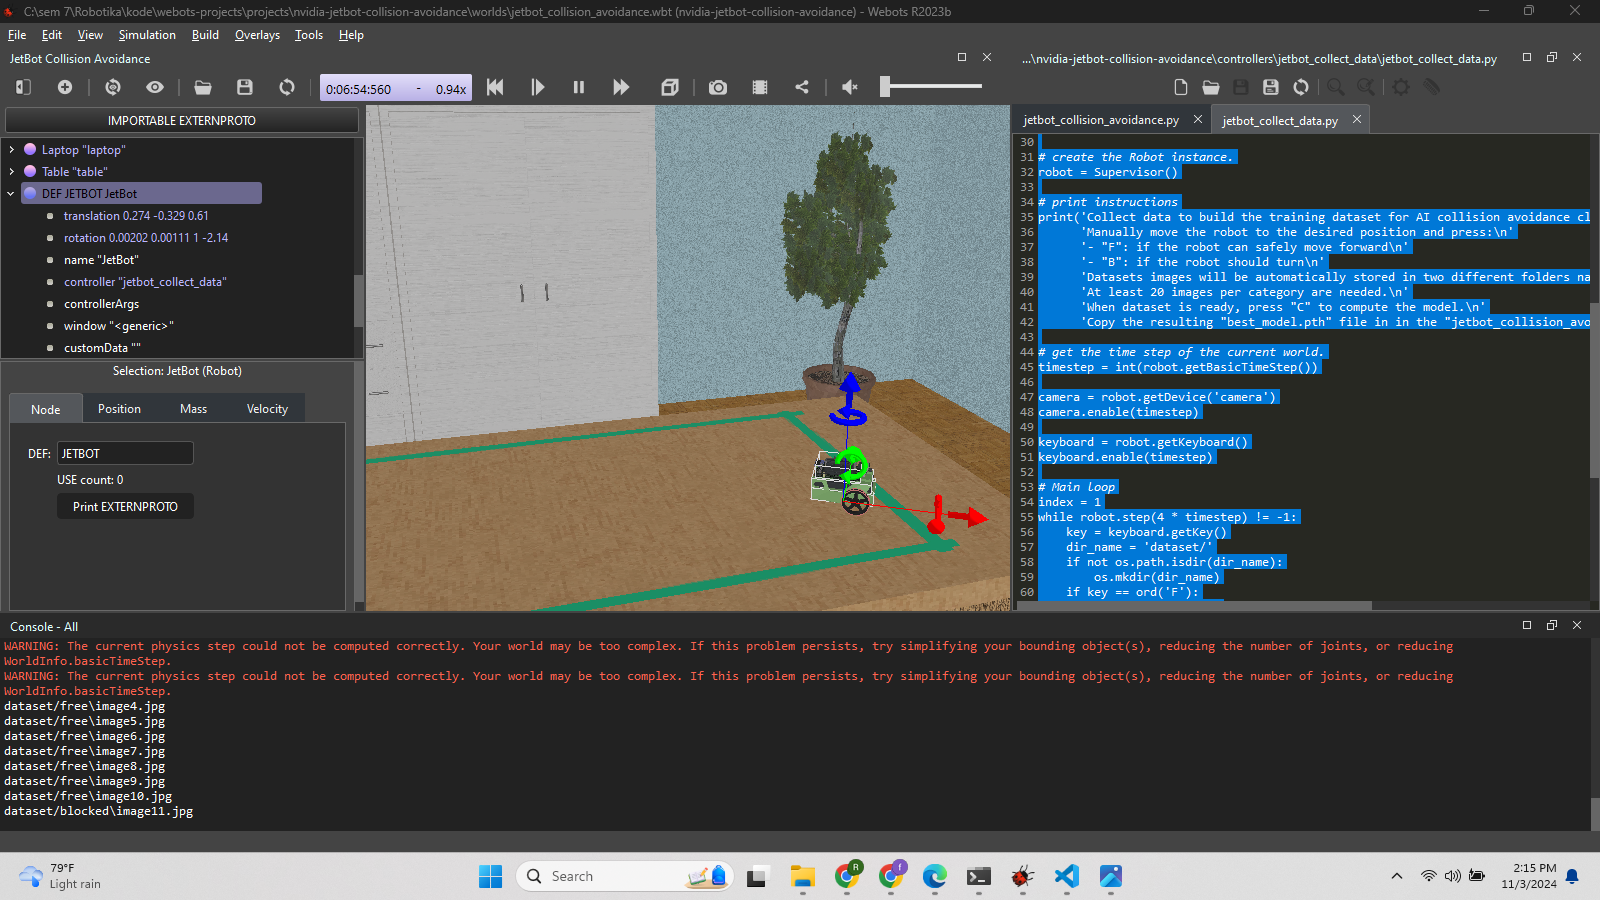 C:\sem 7\Robotika\kode\webots-projects\projects\nvidia-jetbot-collision-avoidance\worlds\jetbot_collision_avoidance.wbt (nvidia-jetbot-collision-avoidance) - Webots R2023b
File Edit View Simulation Build Overlays Tools Help
JetBot Collision Avoidance
0:06:54:560 - 0.94x
IMPORTABLE EXTERNPROTO
Laptop "laptop"
Table "table"
DEF JETBOT JetBot
translation 0.274 -0.329 0.61
rotation 0.00202 0.00111 1 -2.14
name "JetBot"
controller "jetbot_collect_data"
controllerArgs
window "<generic>"
customData ""
Selection: JetBot (Robot)
Node Position Mass Velocity
DEF: JETBOT
USE count: 0
Print EXTERNPROTO
...\nvidia-jetbot-collision-avoidance\controllers\jetbot_collect_data\jetbot_collect_data.py
jetbot_collision_avoidance.py jetbot_collect_data.py
30
31 # create the Robot instance.
32 robot = Supervisor()
33
34 # print instructions
35 print('Collect data to build the training dataset for AI collision avoidance cl
36 'Manually move the robot to the desired position and press:\n'
37 '- "F": if the robot can safely move forward\n'
38 '- "B": if the robot should turn\n'
39 'Datasets images will be automatically stored in two different folders na
40 'At least 20 images per category are needed.\n'
41 'When dataset is ready, press "C" to compute the model.\n'
42 'Copy the resulting "best_model.pth" file in in the "jetbot_collision_avo
43
44 # get the time step of the current world.
45 timestep = int(robot.getBasicTimeStep())
46
47 camera = robot.getDevice('camera')
48 camera.enable(timestep)
49
50 keyboard = robot.getKeyboard()
51 keyboard.enable(timestep)
52
53 # Main loop
54 index = 1
55 while robot.step(4 * timestep) != -1:
56 key = keyboard.getKey()
57 dir_name = 'dataset/'
58 if not os.path.isdir(dir_name):
59 os.mkdir(dir_name)
60 if key == ord('F'):
Console - All
WARNING: The current physics step could not be computed correctly. Your world may be too complex. If this problem persists, try simplifying your bounding object(s), reducing the number of joints, or reducing
WorldInfo.basicTimeStep.
WARNING: The current physics step could not be computed correctly. Your world may be too complex. If this problem persists, try simplifying your bounding object(s), reducing the number of joints, or reducing
WorldInfo.basicTimeStep.
dataset/free\image4.jpg
dataset/free\image5.jpg
dataset/free\image6.jpg
dataset/free\image7.jpg
dataset/free\image8.jpg
dataset/free\image9.jpg
dataset/free\image10.jpg
dataset/blocked\image11.jpg
79°F
Light rain
Search
R
f
2:15 PM
11/3/2024